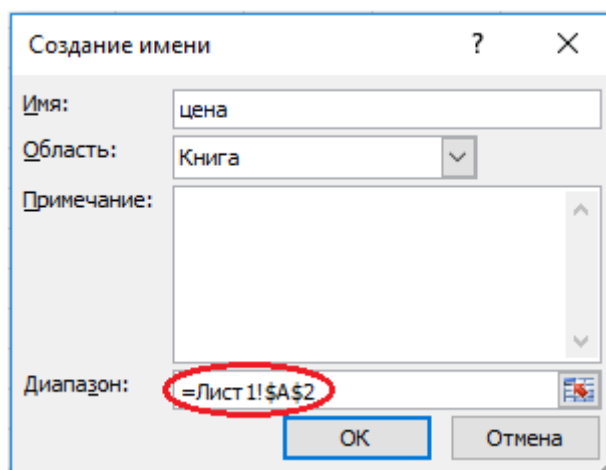 Создание имени ?
Имя: цена
Область: Книга
Примечание:
Диапазон: =Лист1!$A$2
ОК Отмена